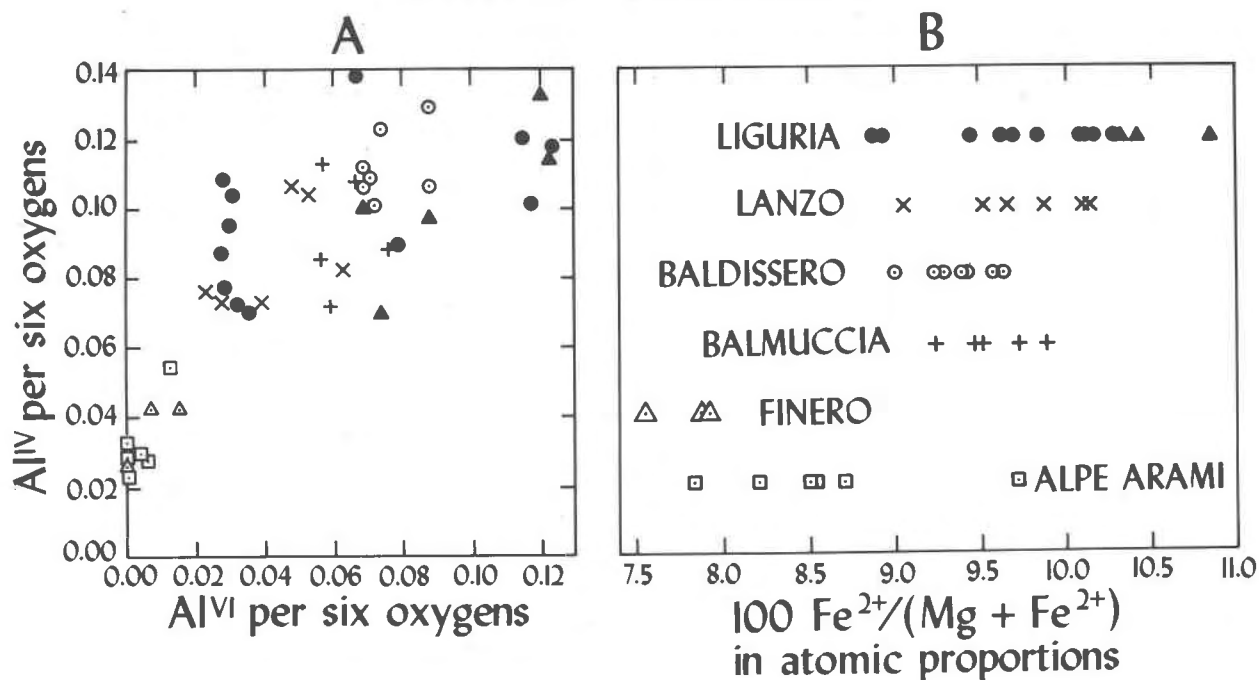 A
B
0.14
0.12
0.10
0.08
0.06
0.04
0.02
0.00
Al^IV per six oxygens
0.00 0.02 0.04 0.06 0.08 0.10 0.12
Al^VI per six oxygens
LIGURIA
LANZO
BALDISSERO
BALMUCCIA
FINERO
ALPE ARAMI
7.5 8.0 8.5 9.0 9.5 10.0 10.5 11.0
100 Fe²⁺/(Mg + Fe²⁺)
in atomic proportions